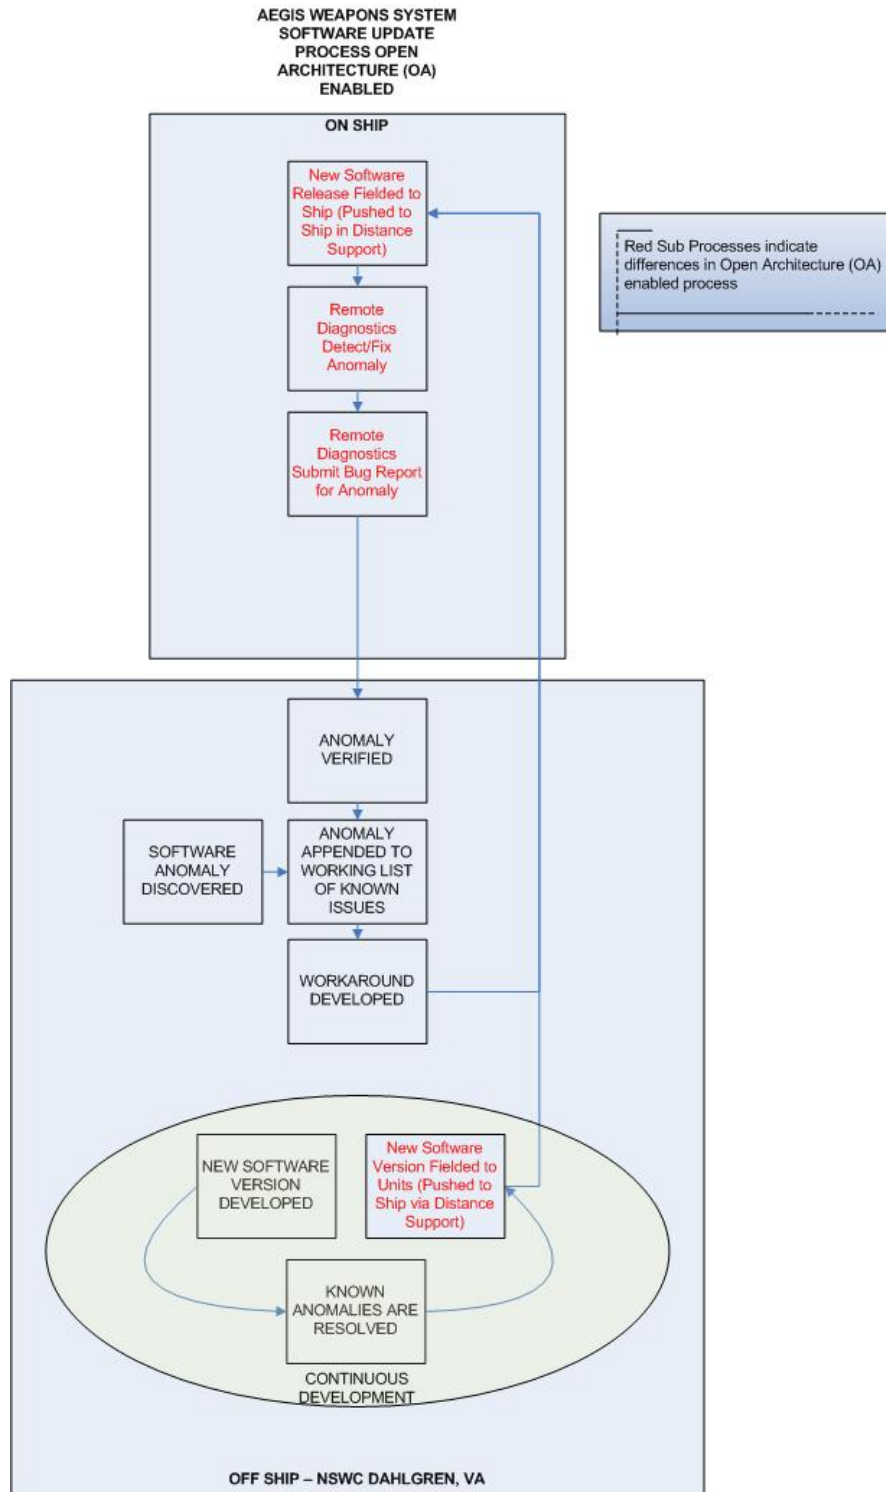 AEGIS WEAPONS SYSTEM
SOFTWARE UPDATE
PROCESS OPEN
ARCHITECTURE (OA)
ENABLED
ON SHIP
New Software
Release Fielded to
Ship (Pushed to
Ship in Distance
Support)
Red Sub Processes indicate
differences in Open Architecture (OA)
enabled process
Remote
Diagnostics
Detect/Fix
Anomaly
Remote
Diagnostics
Submit Bug Report
for Anomaly
ANOMALY
VERIFIED
SOFTWARE
ANOMALY
DISCOVERED
ANOMALY
APPENDED TO
WORKING LIST
OF KNOWN
ISSUES
WORKAROUND
DEVELOPED
NEW SOFTWARE
VERSION
DEVELOPED
New Software
Version Fielded to
Units (Pushed to
Ship via Distance
Support)
KNOWN
ANOMALIES ARE
RESOLVED
CONTINUOUS
DEVELOPMENT
OFF SHIP – NSWC DAHLGREN, VA